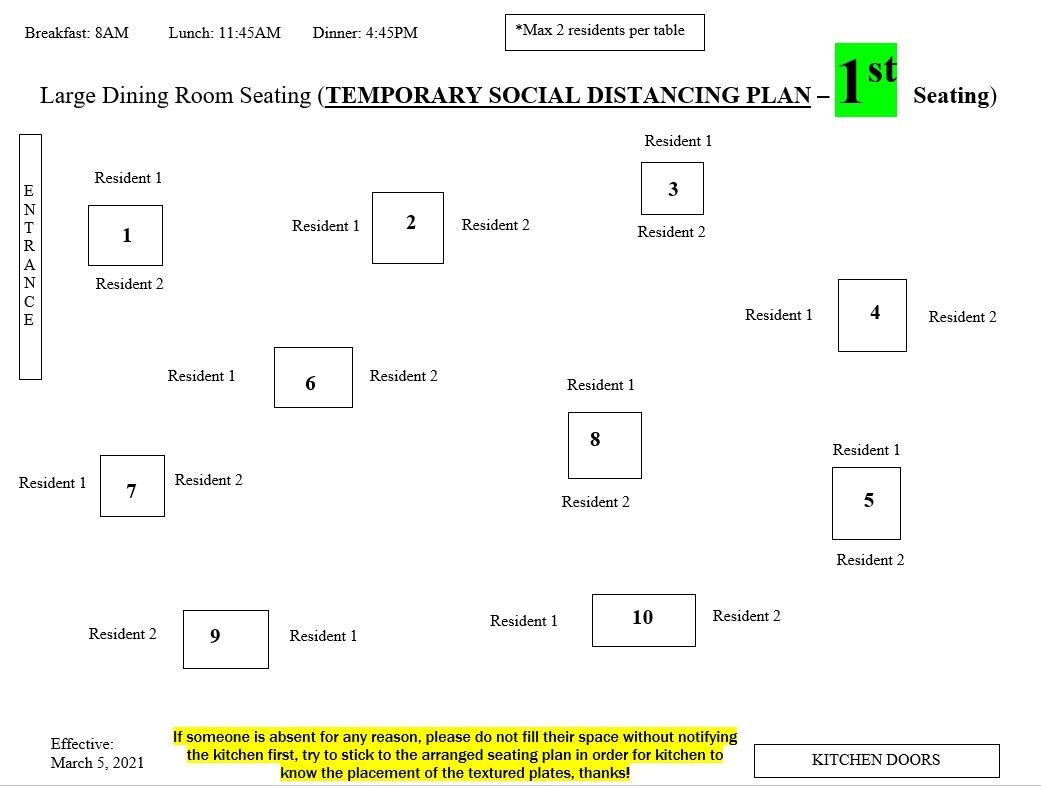 Breakfast: 8AM Lunch: 11:45AM Dinner: 4:45PM
*Max 2 residents per table
Large Dining Room Seating (TEMPORARY SOCIAL DISTANCING PLAN – 1st Seating)
ENTRANCE
Resident 1
1
Resident 2
Resident 1 2 Resident 2
Resident 1
3
Resident 2
Resident 1 4 Resident 2
Resident 1 6 Resident 2
Resident 1
8
Resident 2
Resident 1
5
Resident 2
Resident 1 7 Resident 2
Resident 2 9 Resident 1
Resident 1 10 Resident 2
Effective:
March 5, 2021
If someone is absent for any reason, please do not fill their space without notifying
the kitchen first, try to stick to the arranged seating plan in order for kitchen to
know the placement of the textured plates, thanks!
KITCHEN DOORS